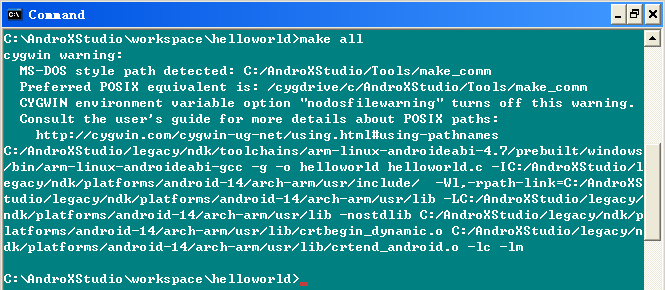 Command
C:\AndroXStudio\workspace\helloworld>make all
cygwin warning:
  MS-DOS style path detected: C:/AndroXStudio/Tools/make_comm
  Preferred POSIX equivalent is: /cygdrive/c/AndroXStudio/Tools/make_comm
  CYGWIN environment variable option "nodosfilewarning" turns off this warning.
  Consult the user's guide for more details about POSIX paths:
    http://cygwin.com/cygwin-ug-net/using.html#using-pathnames
C:/AndroXStudio/legacy/ndk/toolchains/arm-linux-androideabi-4.7/prebuilt/windows
/bin/arm-linux-androideabi-gcc -g -o helloworld helloworld.c -IC:/AndroXStudio/l
egacy/ndk/platforms/android-14/arch-arm/usr/include/  -Wl,-rpath-link=C:/AndroXS
tudio/legacy/ndk/platforms/android-14/arch-arm/usr/lib -LC:/AndroXStudio/legacy/
ndk/platforms/android-14/arch-arm/usr/lib -nostdlib C:/AndroXStudio/legacy/ndk/p
latforms/android-14/arch-arm/usr/lib/crtbegin_dynamic.o C:/AndroXStudio/legacy/n
dk/platforms/android-14/arch-arm/usr/lib/crtend_android.o -lc -lm
C:\AndroXStudio\workspace\helloworld>_